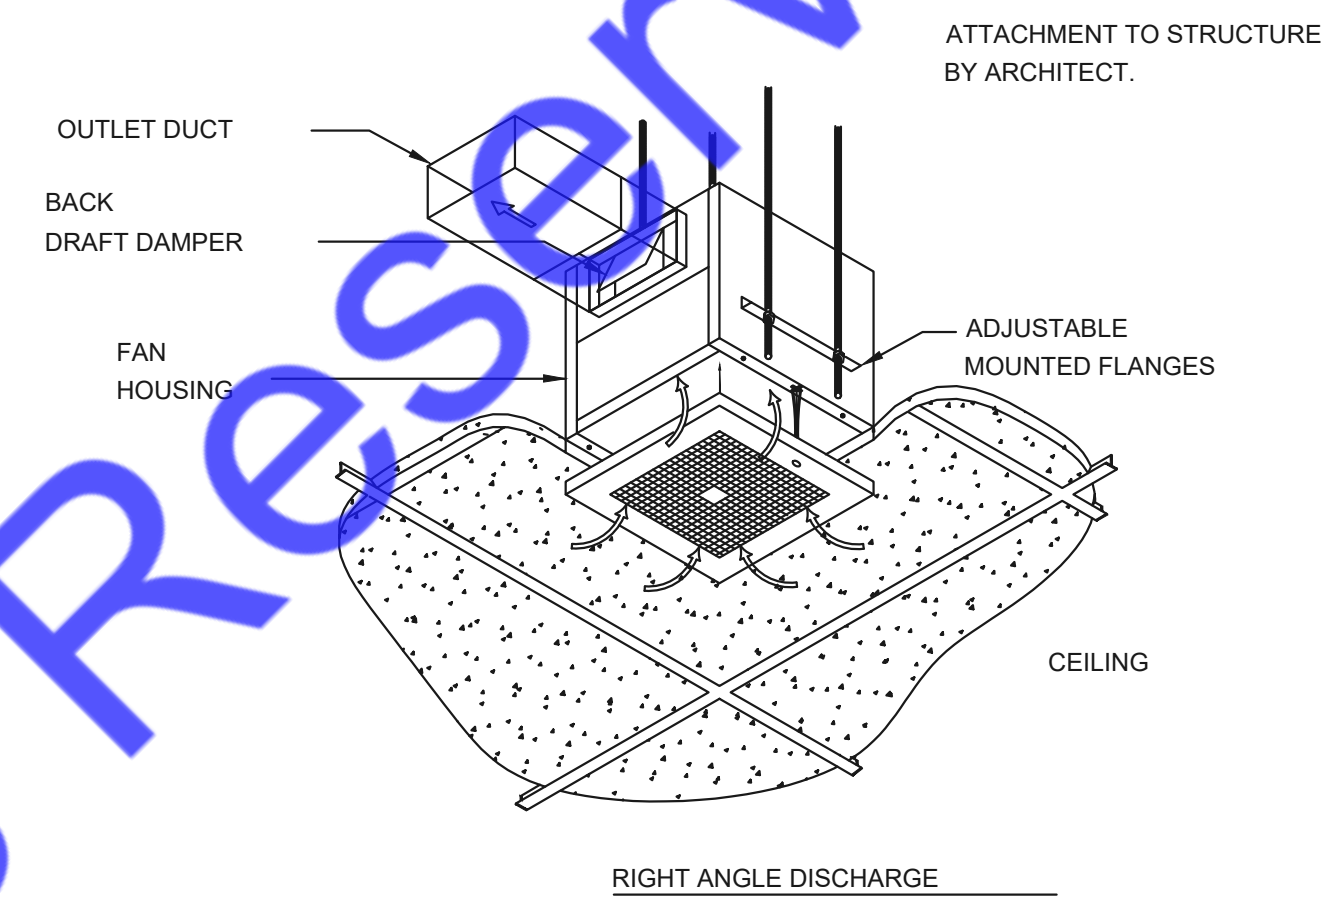 ATTACHMENT TO STRUCTURE
BY ARCHITECT.
OUTLET DUCT
BACK
DRAFT DAMPER
ADJUSTABLE
MOUNTED FLANGES
FAN
HOUSING
CEILING
RIGHT ANGLE DISCHARGE